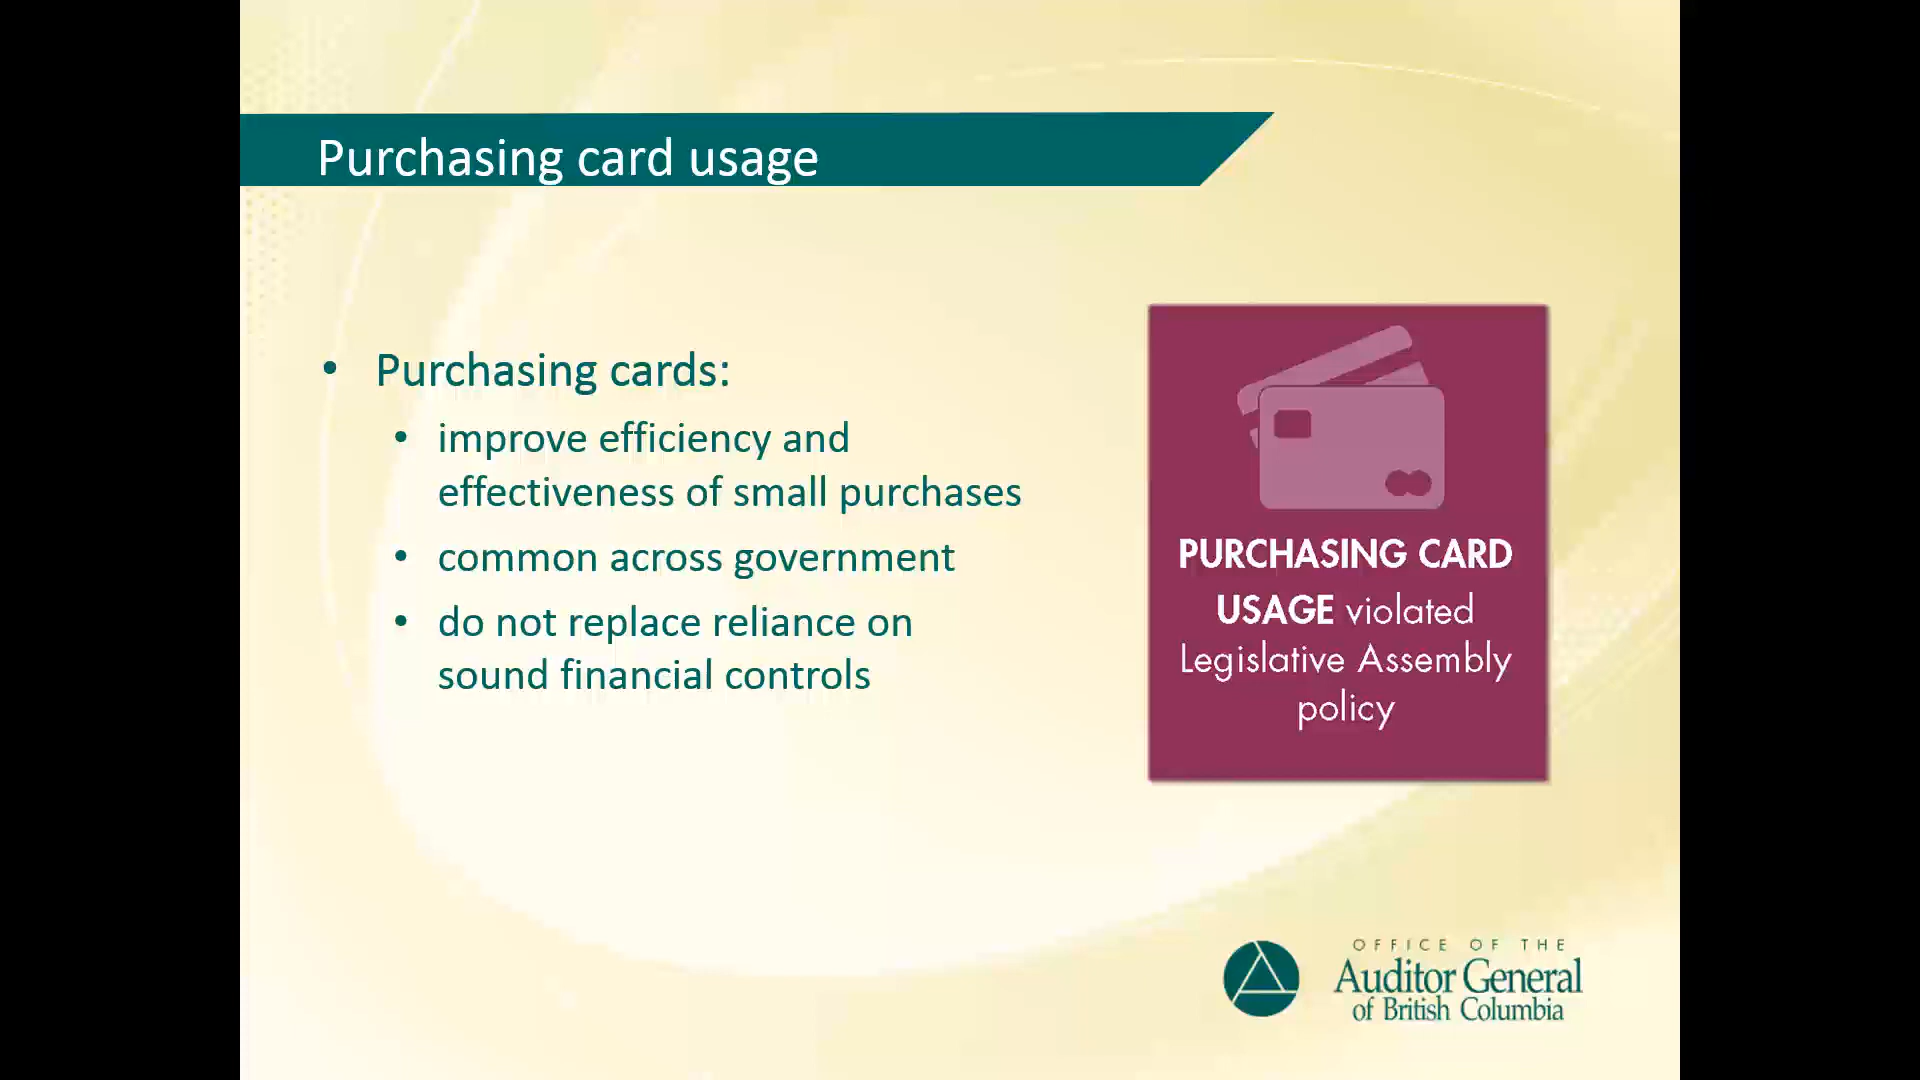 Purchasing card usage
• Purchasing cards:
• improve efficiency and
effectiveness of small purchases
• common across government
• do not replace reliance on
sound financial controls
PURCHASING CARD
USAGE violated
Legislative Assembly
policy
OFFICE OF THE
Auditor General
of British Columbia